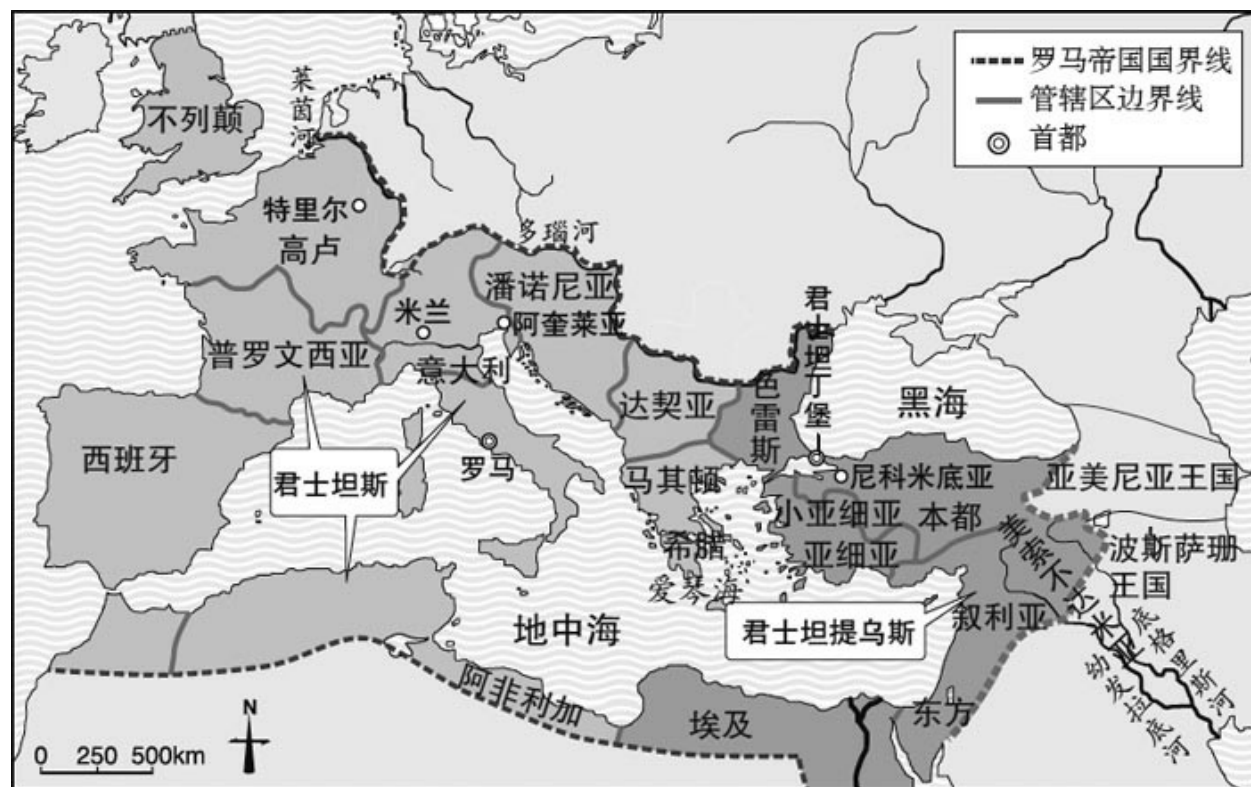 罗马帝国国界线
管辖区边界线
首都
莱茵河
不列颠
特里尔
高卢
多瑙河
潘诺尼亚
米兰
阿奎莱亚
君士坦丁堡
普罗文西亚
意大利
达契亚
色雷斯
黑海
西班牙
君士坦斯
罗马
马其顿
尼科米底亚
亚美尼亚王国
小亚细亚
本都
希腊
亚细亚
美索不达米亚
波斯萨珊
王国
爱琴海
地中海
君士坦提乌斯
叙利亚
底格里斯河
幼发拉底河
阿非利加
埃及
东方
N
0 250 500km